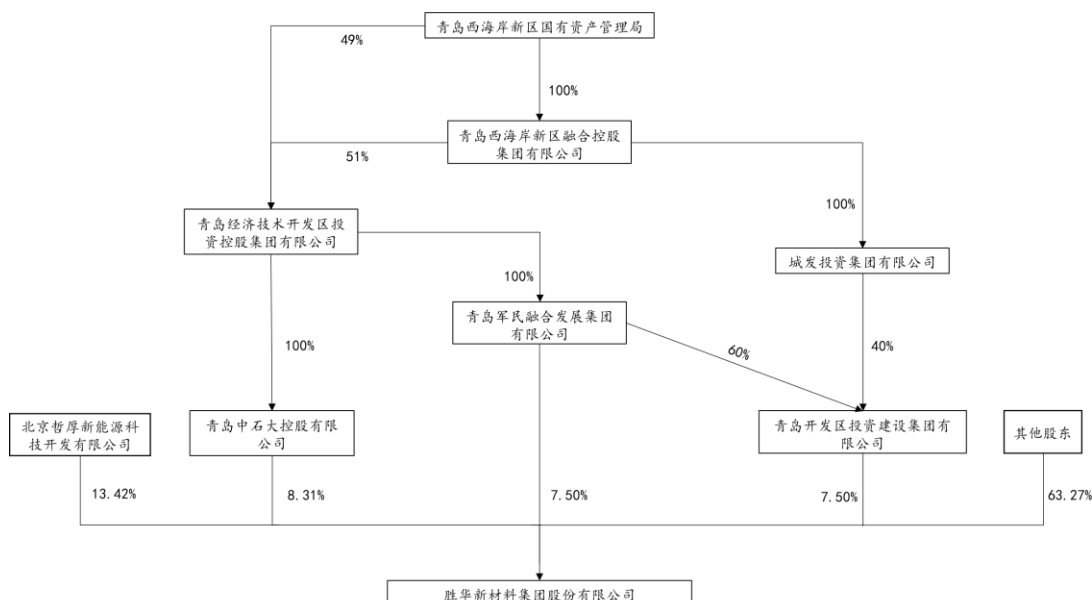 青岛西海岸新区国有资产管理局
49%
100%
青岛西海岸新区融合控股
集团有限公司
51%
100%
青岛经济技术开发区投
资控股集团有限公司
城发投资集团有限公司
100%
青岛军民融合发展集团
有限公司
100%
60%
40%
北京哲厚新能源科
技开发有限公司
青岛中石大控股有限
公司
青岛开发区投资建设集团有
限公司
其他股东
13.42%
8.31%
7.50%
7.50%
63.27%
胜华新材料集团股份有限公司